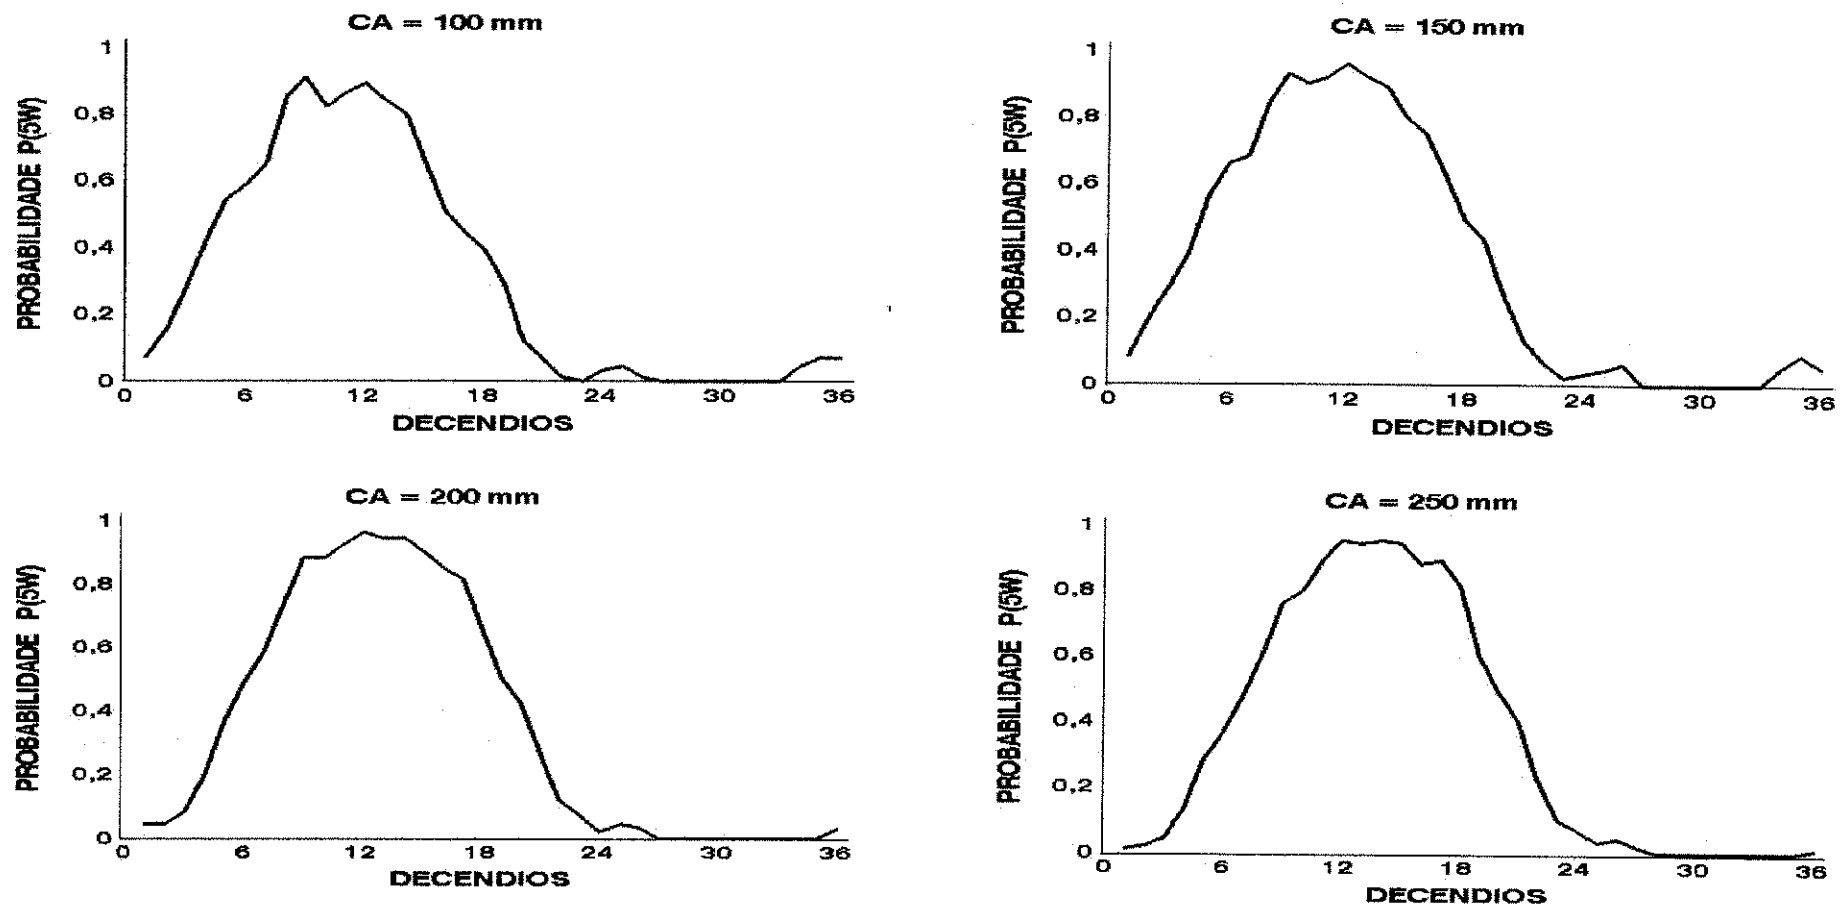 CA = 100 mm
PROBABILIDADE P(5W)
1
0,8
0,6
0,4
0,2
0
0 6 12 18 24 30 36
DECENDIOS
CA = 150 mm
PROBABILIDADE P(5W)
1
0,8
0,6
0,4
0,2
0
0 6 12 18 24 30 36
DECENDIOS
CA = 200 mm
PROBABILIDADE P(5W)
1
0,8
0,6
0,4
0,2
0
0 6 12 18 24 30 36
DECENDIOS
CA = 250 mm
PROBABILIDADE P(5W)
1
0,8
0,6
0,4
0,2
0
0 6 12 18 24 30 36
DECENDIOS